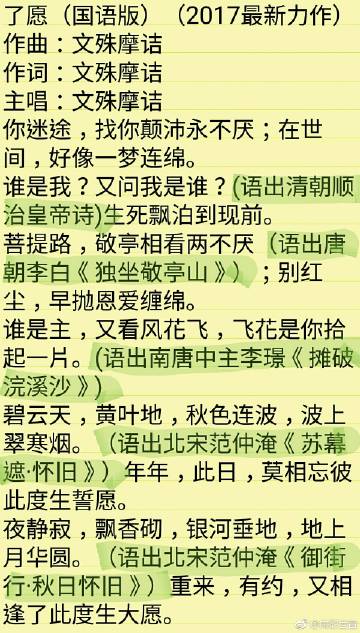 了愿（国语版）（2017最新力作）
作曲：文殊摩诘
作词：文殊摩诘
主唱：文殊摩诘
你迷途，找你颠沛永不厌；在世
间，好像一梦连绵。
谁是我？又问我是谁？(语出清朝顺
治皇帝诗)生死飘泊到现前。
菩提路，敬亭相看两不厌（语出唐
朝李白《独坐敬亭山》）；别红
尘，早抛恩爱缠绵。
谁是主，又看风花飞，飞花是你拾
起一片。(语出南唐中主李璟《摊破
浣溪沙》)
碧云天，黄叶地，秋色连波，波上
翠寒烟。（语出北宋范仲淹《苏幕
遮·怀旧》）年年，此日，莫相忘彼
此度生誓愿。
夜静寂，飘香砌，银河垂地，地上
月华圆。（语出北宋范仲淹《御街
行·秋日怀旧》）重来，有约，又相
逢了此度生大愿。